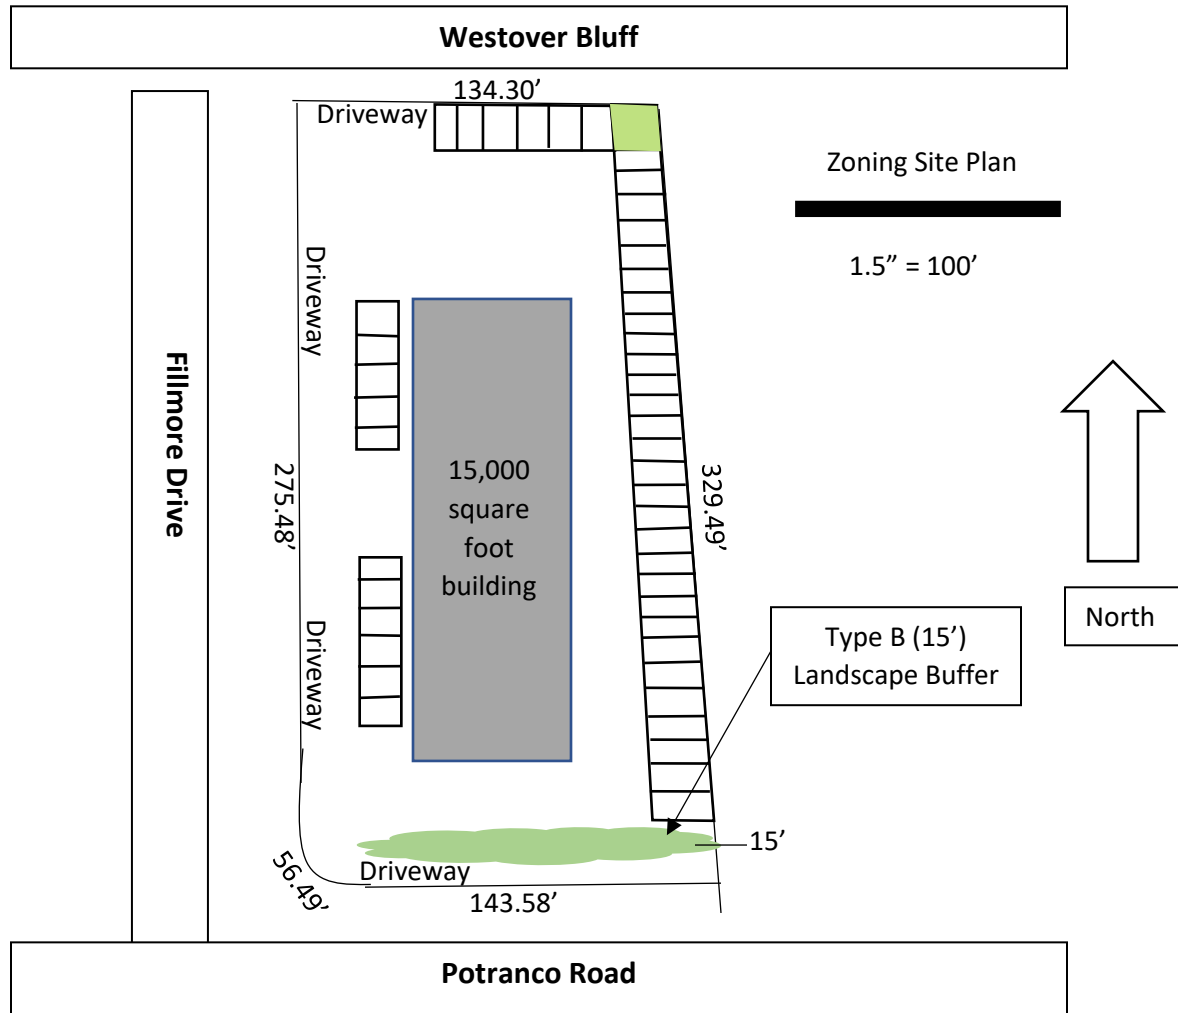 Westover Bluff
134.30’
Driveway
Zoning Site Plan
1.5” = 100’
Driveway
Fillmore Drive
275.48’
15,000
square
foot
building
329.49’
North
Type B (15’)
Landscape Buffer
Driveway
15’
Driveway
56.49’
143.58’
Potranco Road